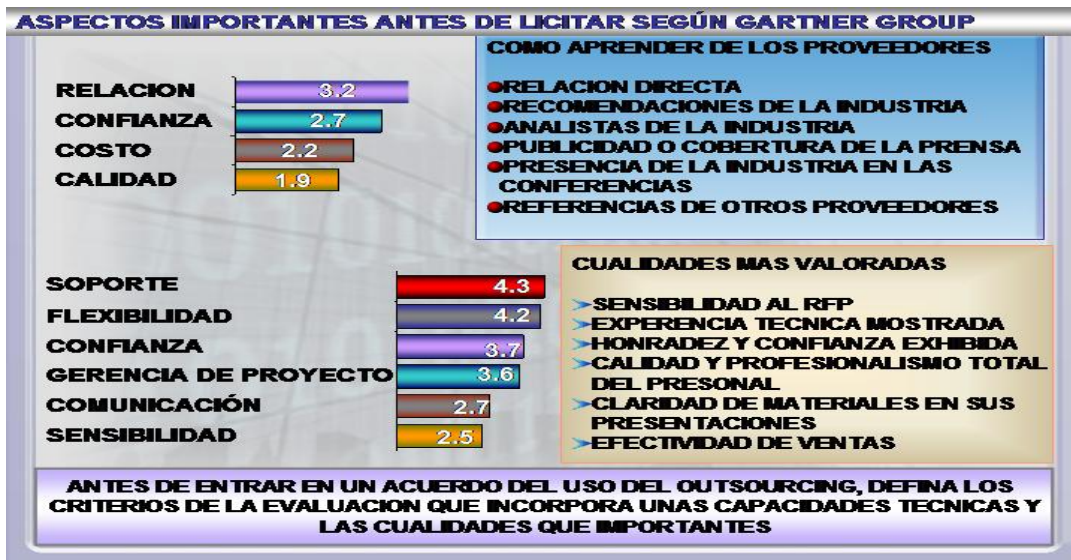 ASPECTOS IMPORTANTES ANTES DE LICITAR SEGÚN GARTNER GROUP
RELACION 3.2
CONFIANZA 2.7
COSTO 2.2
CALIDAD 1.9
COMO APRENDER DE LOS PROVEEDORES
RELACION DIRECTA
RECOMENDACIONES DE LA INDUSTRIA
ANALISTAS DE LA INDUSTRIA
PUBLICIDAD O COBERTURA DE LA PRENSA
PRESENCIA DE LA INDUSTRIA EN LAS
CONFERENCIAS
REFERENCIAS DE OTROS PROVEEDORES
SOPORTE 4.3
FLEXIBILIDAD 4.2
CONFIANZA 3.7
GERENCIA DE PROYECTO 3.6
COMUNICACIÓN 2.7
SENSIBILIDAD 2.5
CUALIDADES MAS VALORADAS
SENSIBILIDAD AL RFP
EXPERENCIA TECNICA MOSTRADA
HONRADEZ Y CONFIANZA EXHIBIDA
CALIDAD Y PROFESIONALISMO TOTAL
DEL PRESONAL
CLARIDAD DE MATERIALES EN SUS
PRESENTACIONES
EFECTIVIDAD DE VENTAS
ANTES DE ENTRAR EN UN ACUERDO DEL USO DEL OUTSOURCING, DEFINA LOS
CRITERIOS DE LA EVALUACION QUE INCORPORA UNAS CAPACIDADES TECNICAS Y
LAS CUALIDADES QUE IMPORTANTES